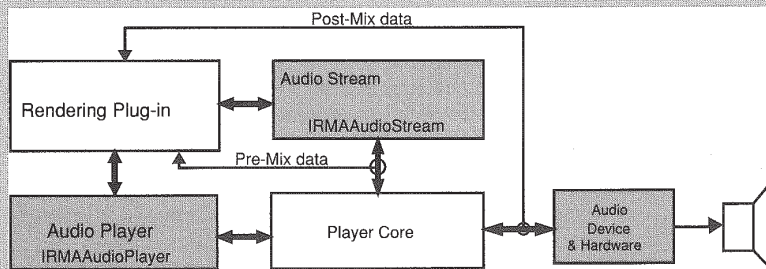 Post-Mix data
Audio Stream
Rendering Plug-in
IRMAAudioStream
Pre-Mix data
Audio Player
IRMAAudioPlayer
Player Core
Audio
Device
& Hardware